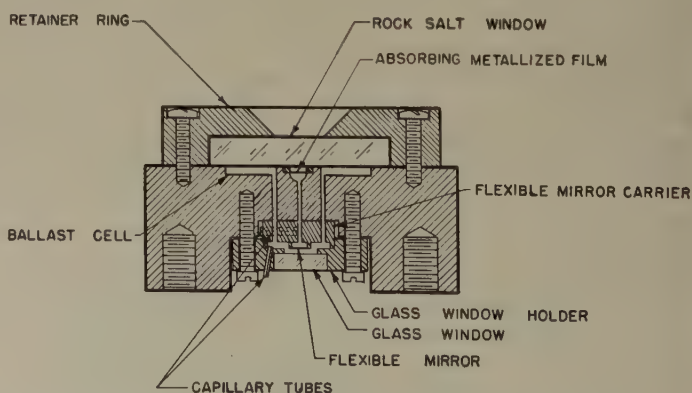 RETAINER RING
ROCK SALT WINDOW
ABSORBING METALLIZED FILM
FLEXIBLE MIRROR CARRIER
BALLAST CELL
GLASS WINDOW HOLDER
GLASS WINDOW
FLEXIBLE MIRROR
CAPILLARY TUBES